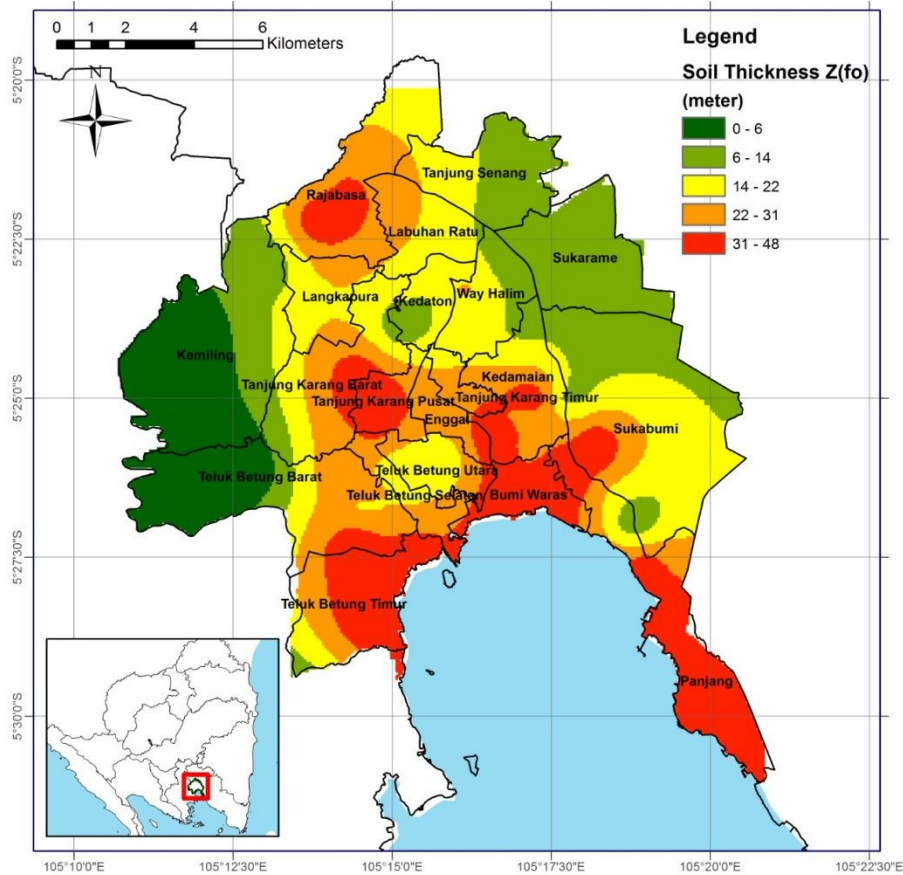 0 1 2 4 6
Kilometers
N
Legend
Soil Thickness Z(fo)
(meter)
0 - 6
6 - 14
14 - 22
22 - 31
31 - 48
5°20'0"S
5°22'30"S
5°25'0"S
5°27'30"S
5°30'0"S
Tanjung Senang
Rajabasa
Labuhan Ratu
Sukarame
Langkapura
Kedaton
Way Halim
Kemiling
Kedamaian
Tanjung Karang Barat
Tanjung Karang Pusat
Tanjung Karang Timur
Enggal
Sukabumi
Teluk Betung Utara
Teluk Betung Barat
Teluk Betung Selatan
Bumi Waras
Teluk Betung Timur
Panjang
105°10'0"E
105°12'30"E
105°15'0"E
105°17'30"E
105°20'0"E
105°22'30"E